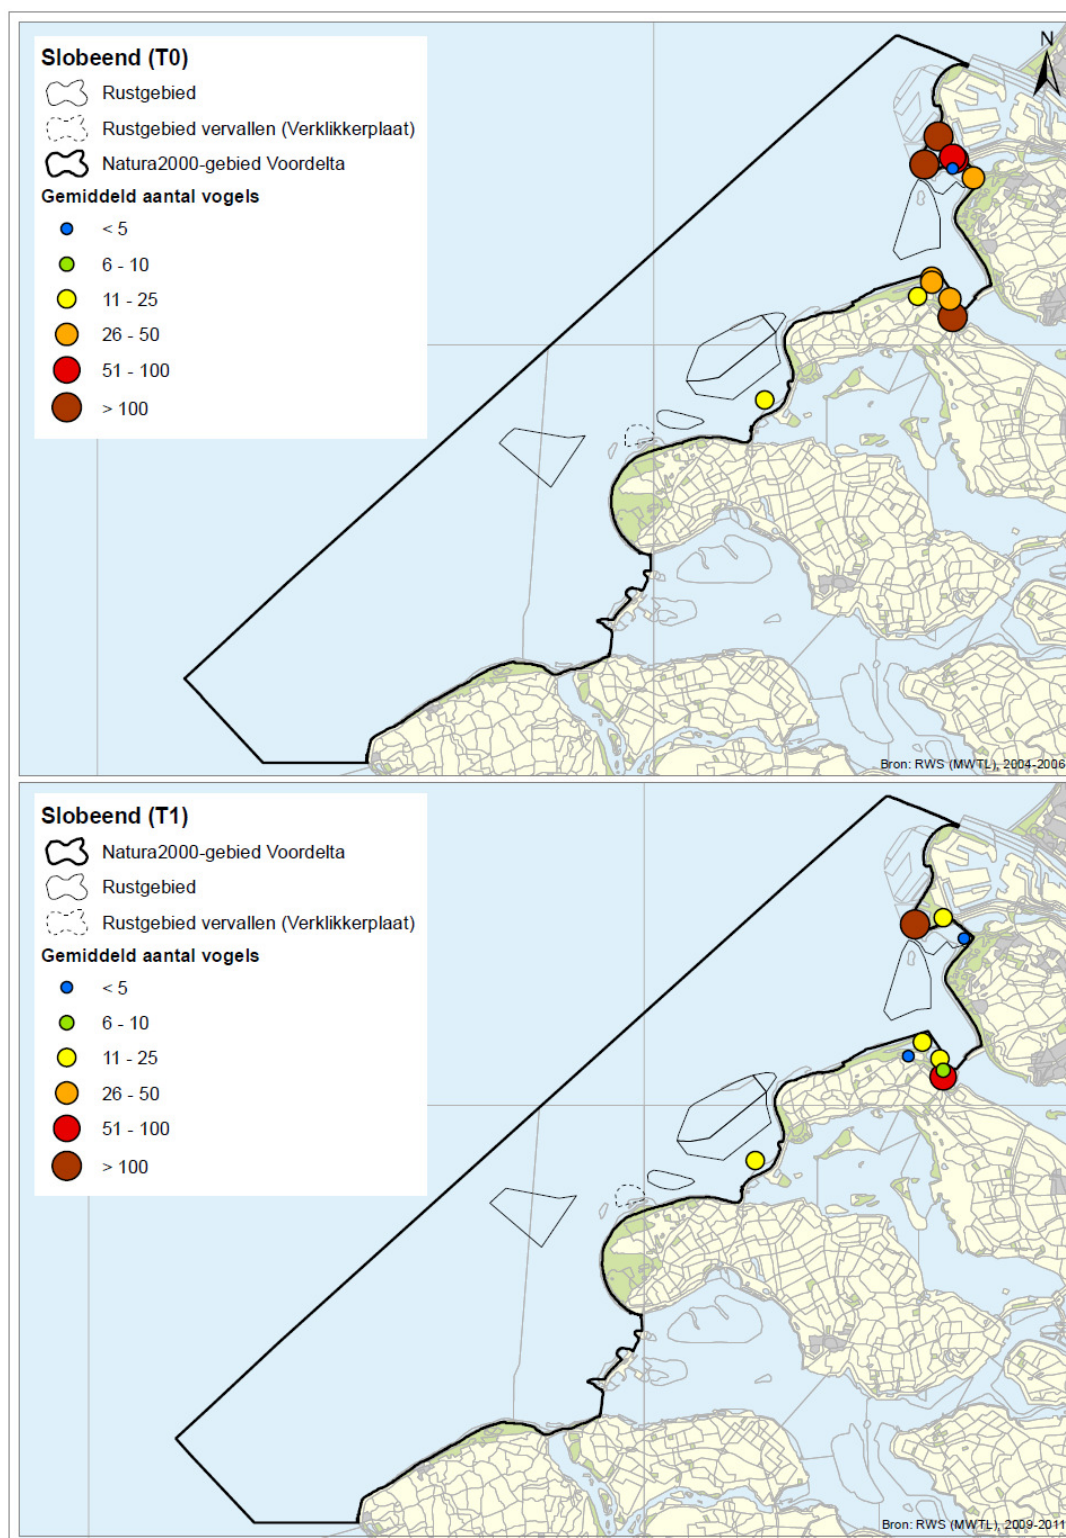 Slobeend (T0)
Rustgebied
Rustgebied vervallen (Verklikkerplaat)
Natura2000-gebied Voordelta
Gemiddeld aantal vogels
< 5
6 - 10
11 - 25
26 - 50
51 - 100
> 100
N
Bron: RWS (MWTL), 2004-2006
Slobeend (T1)
Natura2000-gebied Voordelta
Rustgebied
Rustgebied vervallen (Verklikkerplaat)
Gemiddeld aantal vogels
< 5
6 - 10
11 - 25
26 - 50
51 - 100
> 100
Bron: RWS (MWTL), 2009-2011